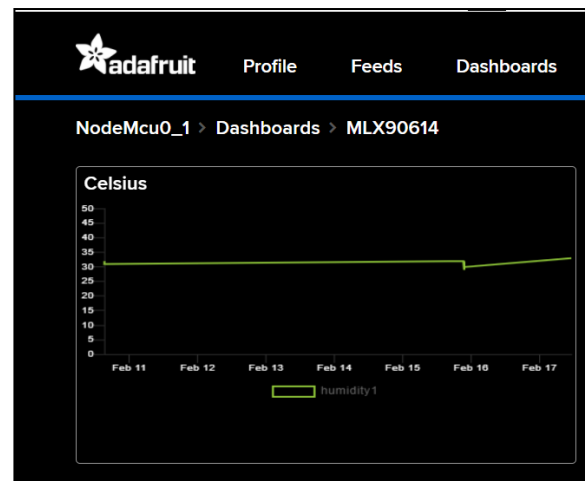 adafruit Profile Feeds Dashboards
NodeMcu0_1 > Dashboards > MLX90614
Celsius
50
45
40
35
30
25
20
15
10
5
0
Feb 11 Feb 12 Feb 13 Feb 14 Feb 15 Feb 16 Feb 17
humidity1